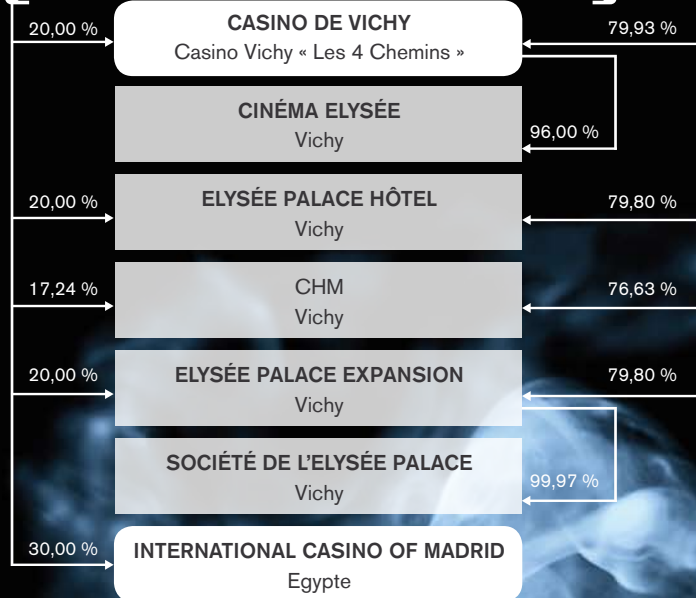 20,00 %
CASINO DE VICHY
79,93 %
Casino Vichy « Les 4 Chemins »
CINÉMA ELYSÉE
96,00 %
Vichy
20,00 %
ELYSÉE PALACE HÔTEL
79,80 %
Vichy
17,24 %
CHM
76,63 %
Vichy
20,00 %
ELYSÉE PALACE EXPANSION
79,80 %
Vichy
SOCIÉTÉ DE L'ELYSÉE PALACE
99,97 %
Vichy
30,00 %
INTERNATIONAL CASINO OF MADRID
Egypte